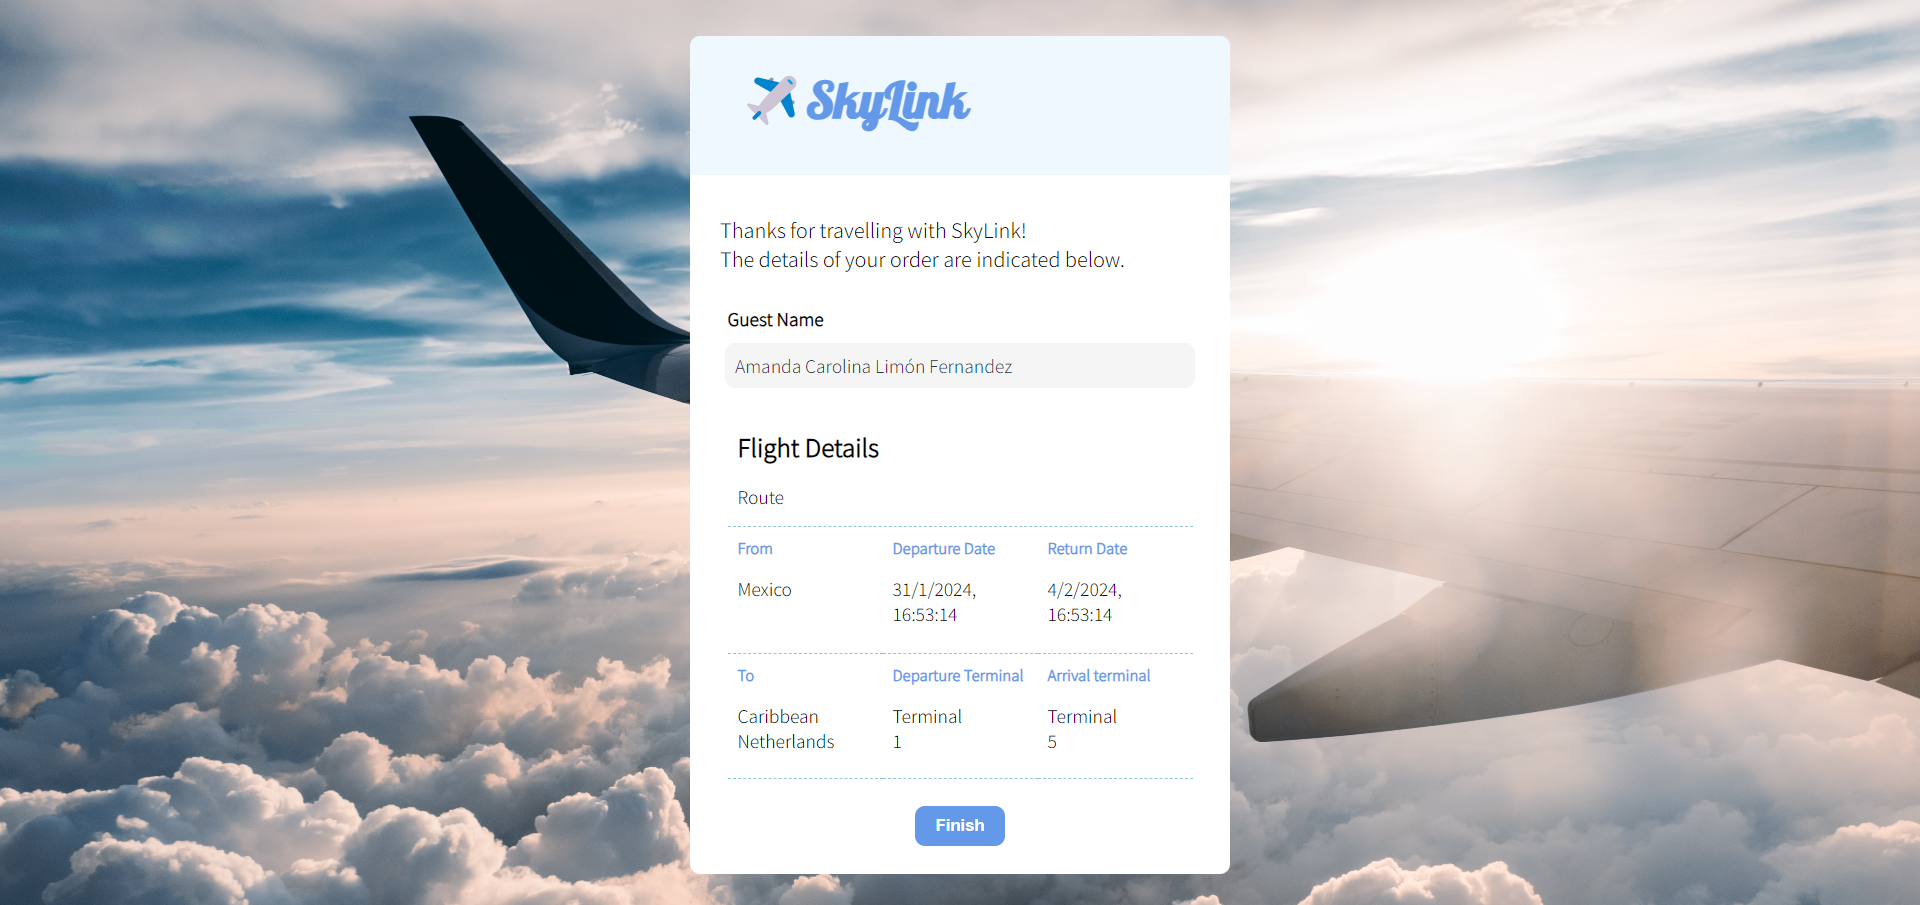 SkyLink
Thanks for travelling with SkyLink!
The details of your order are indicated below.
Guest Name
Amanda Carolina Limón Fernandez
Flight Details
Route
From Departure Date Return Date
Mexico 31/1/2024, 4/2/2024,
16:53:14 16:53:14
To Departure Terminal Arrival terminal
Caribbean Terminal Terminal
Netherlands 1 5
Finish